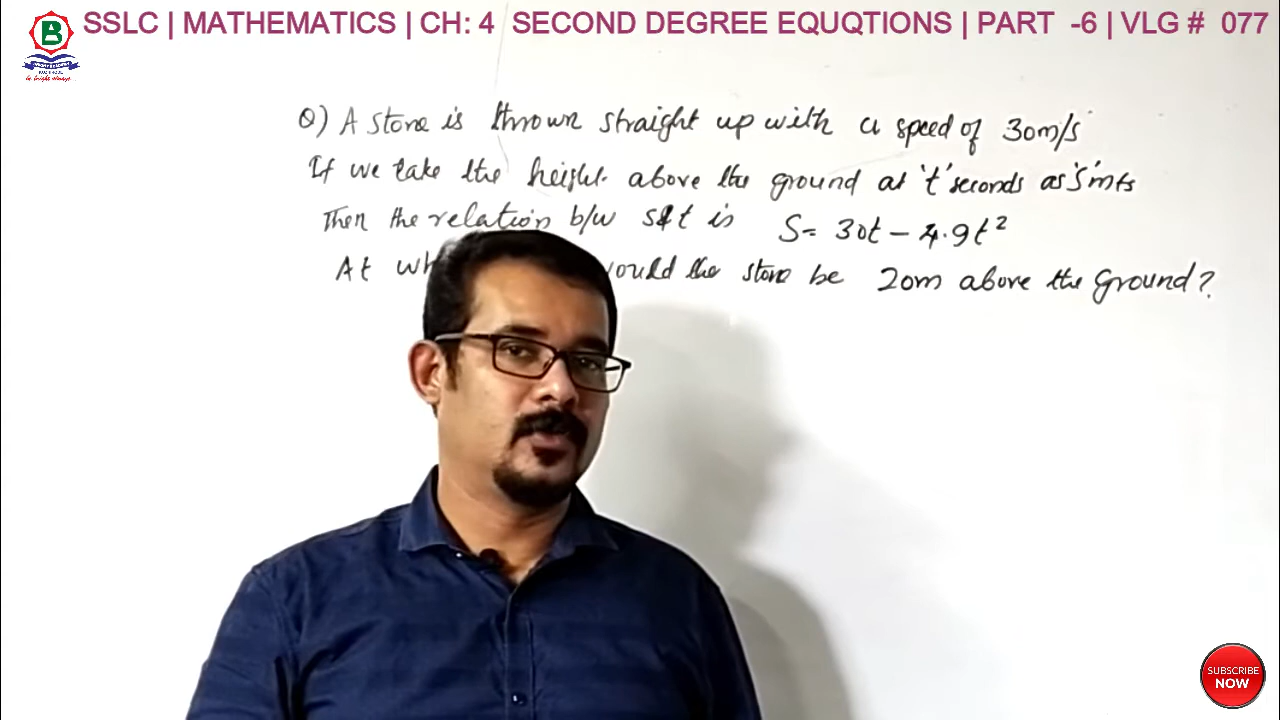 SSLC | MATHEMATICS | CH: 4 SECOND DEGREE EQUQTIONS | PART -6 | VLG # 077
B
Q) A stone is thrown straight up with a speed of 30m/s
If we take the height above the ground at 't' seconds as 's' mts
Then the relation b/w s&t is S= 30t - 4.9t²
At would the stone be 20m above the Ground?
SUBSCRIBE
NOW